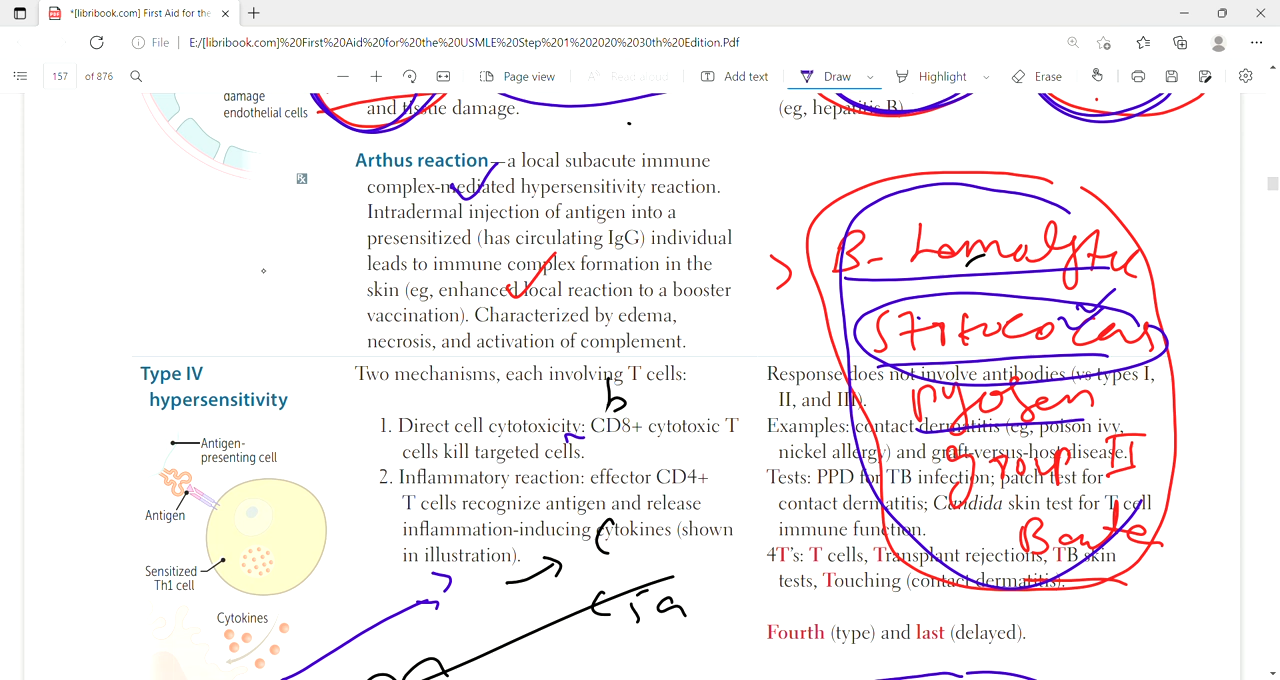 *[libribook.com] First Aid for the
File
E:/[libribook.com]%20First%20Aid%20for%20the%20USMLE%20Step%201%202020%2030th%20Edition.Pdf
157 of 876
Page view
Read aloud
Add text
Draw
Highlight
Erase
damage
endothelial cells
and tissue damage.
(eg, hepatitis B)
Arthus reaction—a local subacute immune
complex-mediated hypersensitivity reaction.
Intradermal injection of antigen into a
presensitized (has circulating IgG) individual
leads to immune complex formation in the
skin (eg, enhanced local reaction to a booster
vaccination). Characterized by edema,
necrosis, and activation of complement.
B-
group II
Type IV
hypersensitivity
Antigen-
presenting cell
Antigen
Sensitized
Th1 cell
Cytokines
Two mechanisms, each involving T cells:
b
1. Direct cell cytotoxicity: CD8+ cytotoxic T
cells kill targeted cells.
2. Inflammatory reaction: effector CD4+
T cells recognize antigen and release
inflammation-inducing cytokines (shown
in illustration).
Response does not involve antibodies (vs types I,
II, and III).
Examples: contact dermatitis (eg, poison ivy,
nickel allergy) and graft-versus-host disease.
Tests: PPD for TB infection; patch test for
contact dermatitis; Candida skin test for T cell
immune function.
4T's: T cells, Transplant rejections, TB skin
tests, Touching (contact dermatitis).
Fourth (type) and last (delayed).